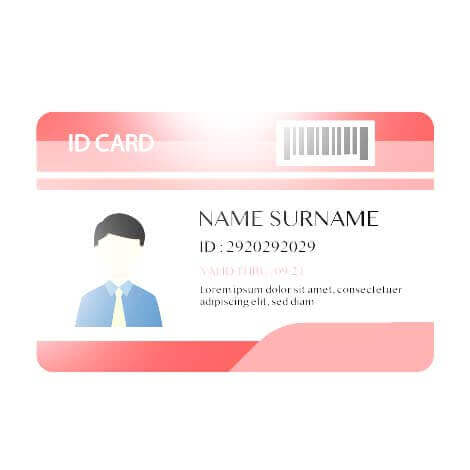 ID CARD
NAME SURNAME
ID : 2920292029
VALID THRU : 09.21
Lorem ipsum dolor sit amet, consectetuer
adipiscing elit, sed diam